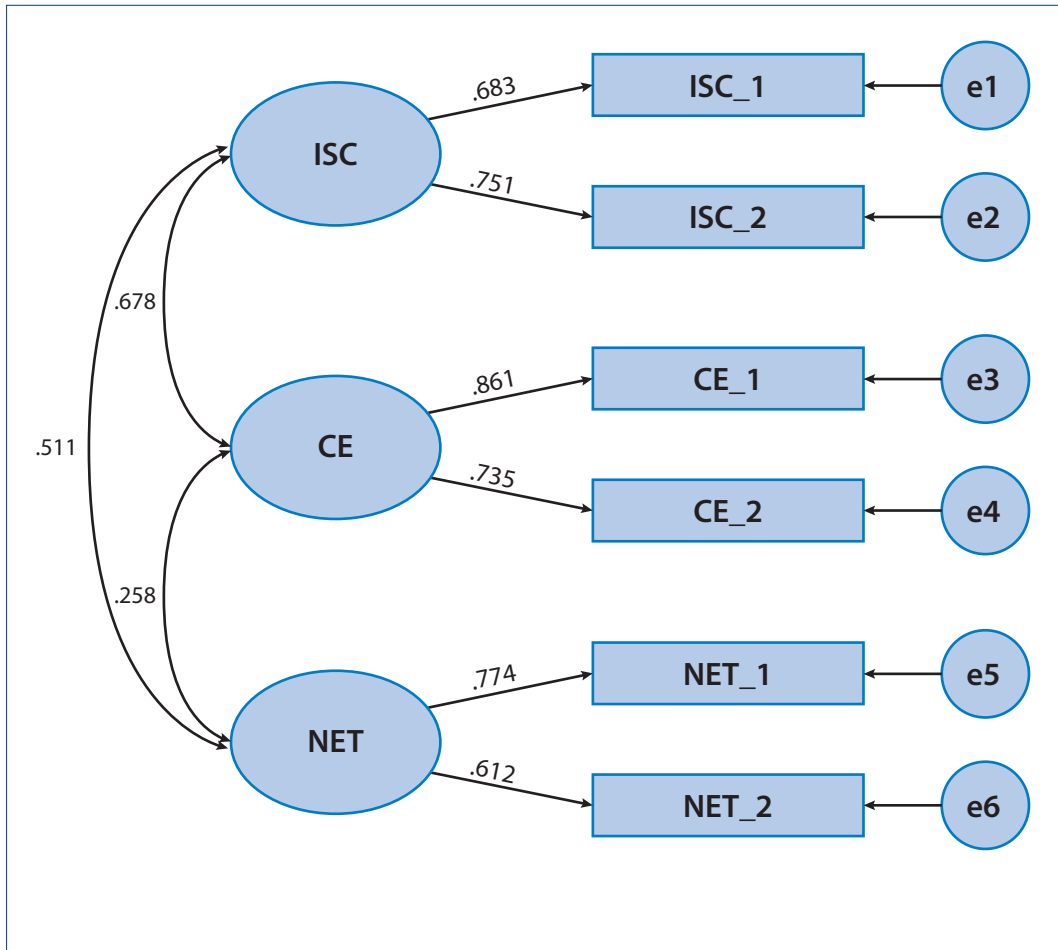 .683
ISC_1
e1
ISC
.751
ISC_2
e2
.678
.861
CE_1
e3
CE
.511
.735
CE_2
e4
.258
.774
NET_1
e5
NET
.612
NET_2
e6